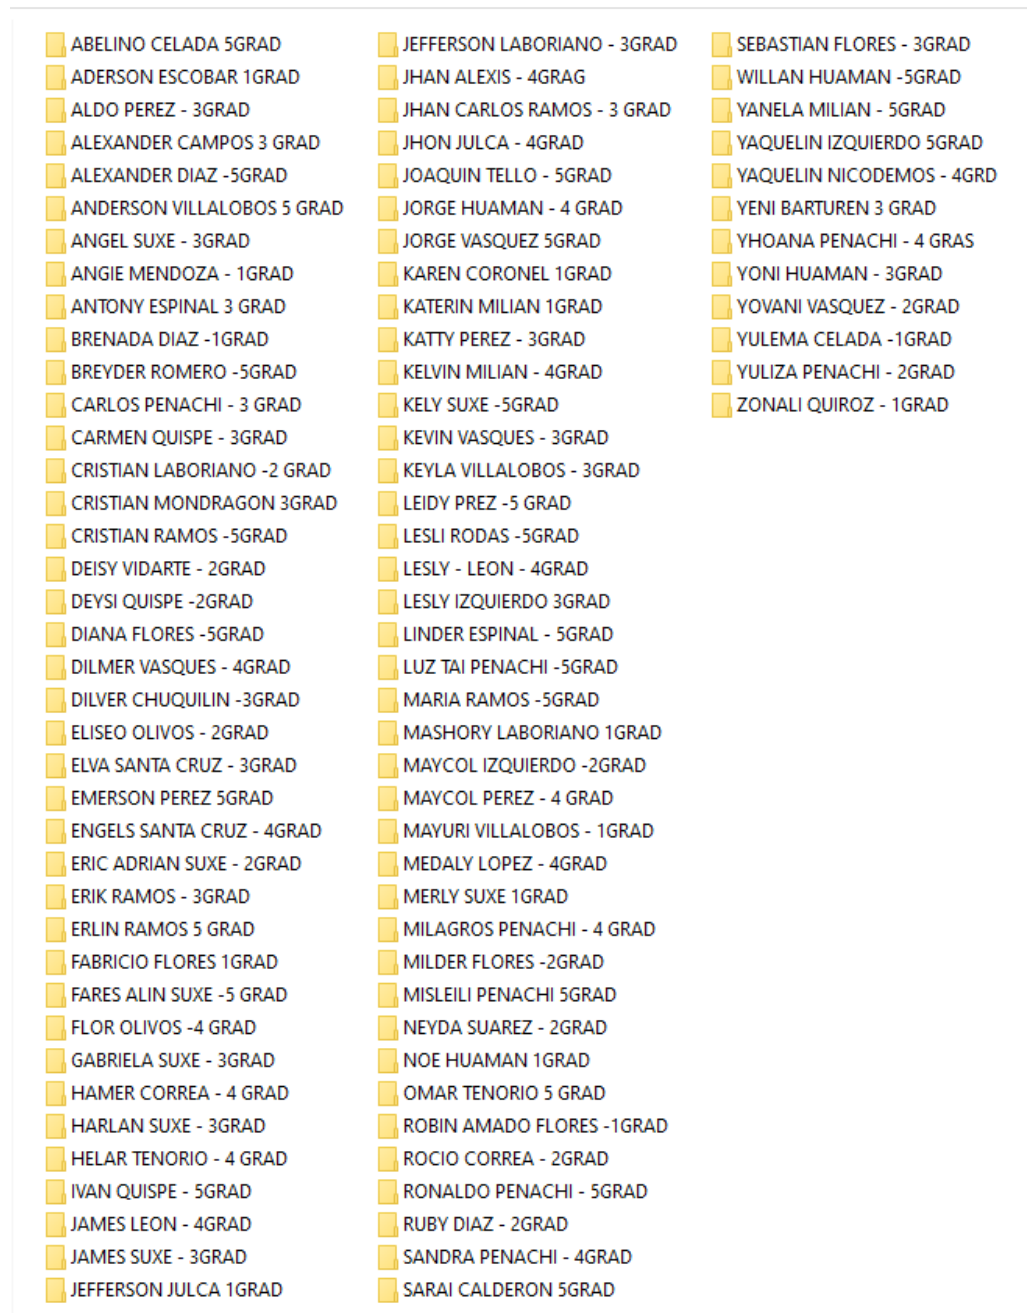 ABELINO CELADA 5GRAD
ADERSON ESCOBAR 1GRAD
ALDO PEREZ - 3GRAD
ALEXANDER CAMPOS 3 GRAD
ALEXANDER DIAZ -5GRAD
ANDERSON VILLALOBOS 5 GRAD
ANGEL SUXE - 3GRAD
ANGIE MENDOZA - 1GRAD
ANTONY ESPINAL 3 GRAD
BRENADA DIAZ -1GRAD
BREYDER ROMERO -5GRAD
CARLOS PENACHI - 3 GRAD
CARMEN QUISPE - 3GRAD
CRISTIAN LABORIANO -2 GRAD
CRISTIAN MONDRAGON 3GRAD
CRISTIAN RAMOS -5GRAD
DEISY VIDARTE - 2GRAD
DEYSI QUISPE -2GRAD
DIANA FLORES -5GRAD
DILMER VASQUES - 4GRAD
DILVER CHUQUILIN -3GRAD
ELISEO OLIVOS - 2GRAD
ELVA SANTA CRUZ - 3GRAD
EMERSON PEREZ 5GRAD
ENGELS SANTA CRUZ - 4GRAD
ERIC ADRIAN SUXE - 2GRAD
ERIK RAMOS - 3GRAD
ERLIN RAMOS 5 GRAD
FABRICIO FLORES 1GRAD
FARES ALIN SUXE -5 GRAD
FLOR OLIVOS -4 GRAD
GABRIELA SUXE - 3GRAD
HAMER CORREA - 4 GRAD
HARLAN SUXE - 3GRAD
HELAR TENORIO - 4 GRAD
IVAN QUISPE - 5GRAD
JAMES LEON - 4GRAD
JAMES SUXE - 3GRAD
JEFFERSON JULCA 1GRAD
JEFFERSON LABORIANO - 3GRAD
JHAN ALEXIS - 4GRAG
JHAN CARLOS RAMOS - 3 GRAD
JHON JULCA - 4GRAD
JOAQUIN TELLO - 5GRAD
JORGE HUAMAN - 4 GRAD
JORGE VASQUEZ 5GRAD
KAREN CORONEL 1GRAD
KATERIN MILIAN 1GRAD
KATTY PEREZ - 3GRAD
KELVIN MILIAN - 4GRAD
KELY SUXE -5GRAD
KEVIN VASQUES - 3GRAD
KEYLA VILLALOBOS - 3GRAD
LEIDY PREZ -5 GRAD
LESLI RODAS -5GRAD
LESLY - LEON - 4GRAD
LESLY IZQUIERDO 3GRAD
LINDER ESPINAL - 5GRAD
LUZ TAI PENACHI -5GRAD
MARIA RAMOS -5GRAD
MASHORY LABORIANO 1GRAD
MAYCOL IZQUIERDO -2GRAD
MAYCOL PEREZ - 4 GRAD
MAYURI VILLALOBOS - 1GRAD
MEDALY LOPEZ - 4GRAD
MERLY SUXE 1GRAD
MILAGROS PENACHI - 4 GRAD
MILDER FLORES -2GRAD
MISLEILI PENACHI 5GRAD
NEYDA SUAREZ - 2GRAD
NOE HUAMAN 1GRAD
OMAR TENORIO 5 GRAD
ROBIN AMADO FLORES -1GRAD
ROCIO CORREA - 2GRAD
RONALDO PENACHI - 5GRAD
RUBY DIAZ - 2GRAD
SANDRA PENACHI - 4GRAD
SARAI CALDERON 5GRAD
SEBASTIAN FLORES - 3GRAD
WILLAN HUAMAN -5GRAD
YANELA MILIAN - 5GRAD
YAQUELIN IZQUIERDO 5GRAD
YAQUELIN NICODEMOS - 4GRD
YENI BARTUREN 3 GRAD
YHOANA PENACHI - 4 GRAS
YONI HUAMAN - 3GRAD
YOVANI VASQUEZ - 2GRAD
YULEMA CELADA -1GRAD
YULIZA PENACHI - 2GRAD
ZONALI QUIROZ - 1GRAD